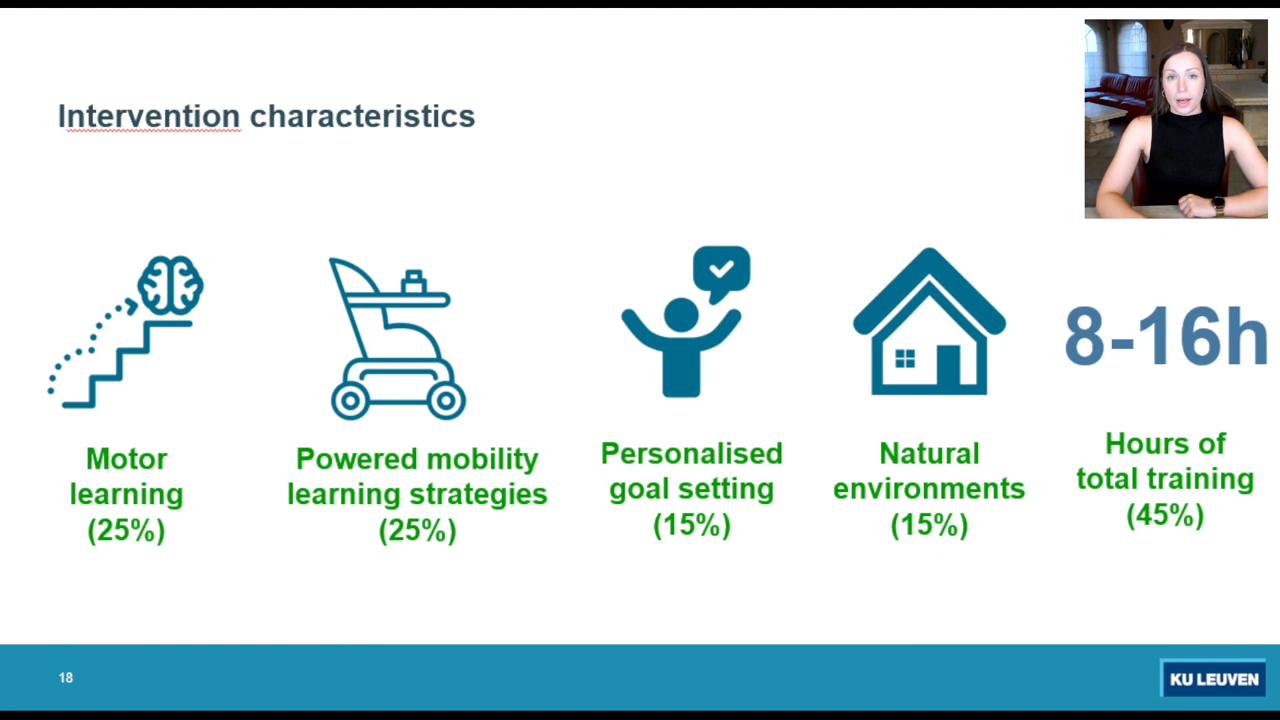 Intervention characteristics
8-16h
Motor
learning
(25%)
Powered mobility
learning strategies
(25%)
Personalised
goal setting
(15%)
Natural
environments
(15%)
Hours of
total training
(45%)
18
KU LEUVEN